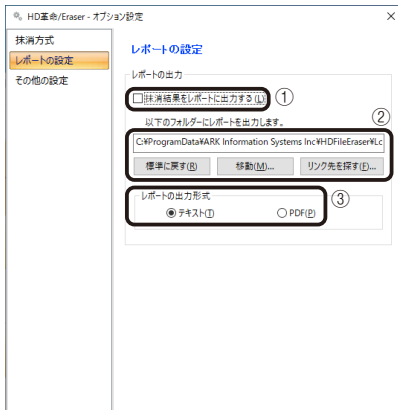 HD革命/Eraser - オプション設定
抹消方式
レポートの設定
その他の設定
レポートの設定
レポートの出力
抹消結果をレポートに出力する(L)
①
以下のフォルダーにレポートを出力します。
②
C:¥ProgramData¥ARK Information Systems Inc¥HDFileEraser¥Lc
標準に戻す(R) 移動(M)... リンク先を探す(F)...
レポートの出力形式
③
テキスト(T) PDF(P)